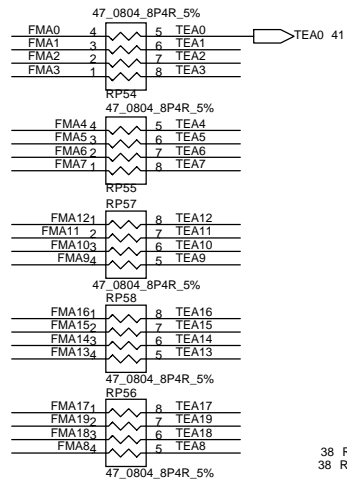 47_0804_8P4R_5%
FMA0 4 5 TEA0 TEA0 41
FMA1 3 6 TEA1
FMA2 2 7 TEA2
FMA3 1 8 TEA3
RP54
47_0804_8P4R_5%
FMA4 4 5 TEA4
FMA5 3 6 TEA5
FMA6 2 7 TEA6
FMA7 1 8 TEA7
RP55
RP57
FMA12 1 8 TEA12
FMA11 2 7 TEA11
FMA10 3 6 TEA10
FMA9 4 5 TEA9
47_0804_8P4R_5%
RP58
FMA16 1 8 TEA16
FMA15 2 7 TEA15
FMA14 3 6 TEA14
FMA13 4 5 TEA13
47_0804_8P4R_5%
RP56
FMA17 1 8 TEA17
FMA19 2 7 TEA19
FMA18 3 6 TEA18
FMA8 4 5 TEA8
47_0804_8P4R_5%
38 R
38 R